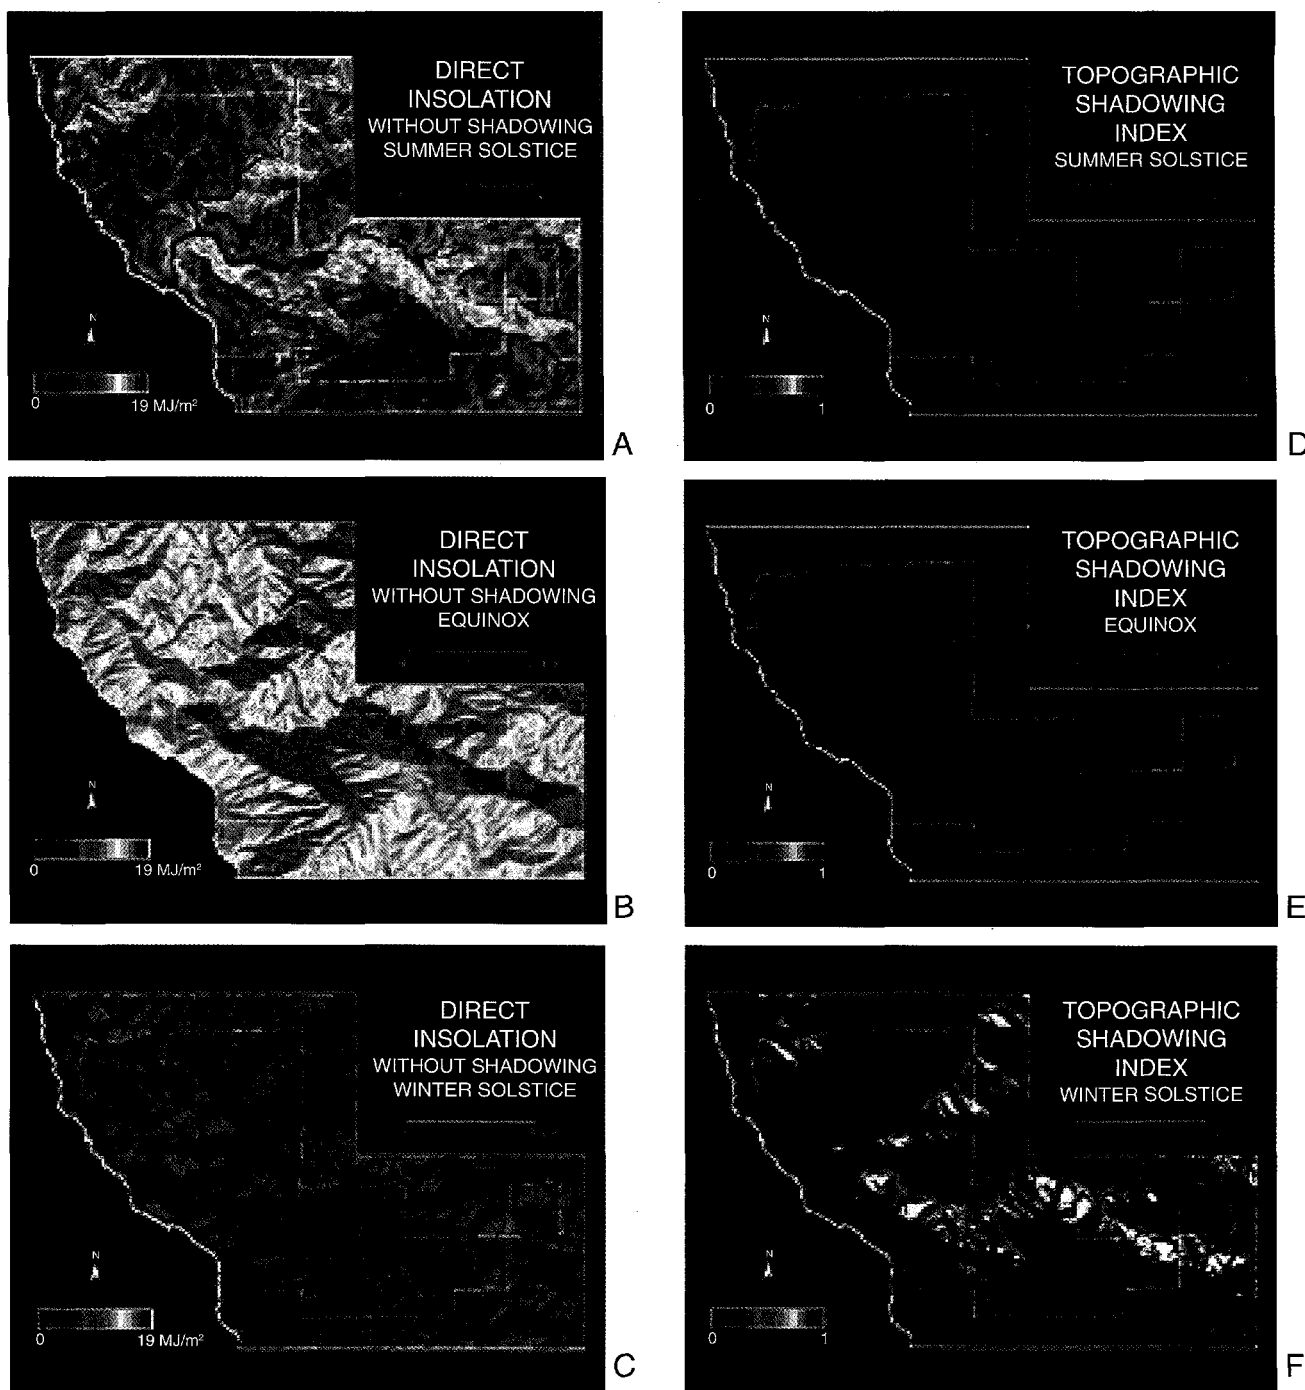 DIRECT
INSOLATION
WITHOUT SHADOWING
SUMMER SOLSTICE
N
0 19 MJ/m²
A
TOPOGRAPHIC
SHADOWING
INDEX
SUMMER SOLSTICE
N
0 1
D
DIRECT
INSOLATION
WITHOUT SHADOWING
EQUINOX
N
0 19 MJ/m²
B
TOPOGRAPHIC
SHADOWING
INDEX
EQUINOX
N
0 1
E
DIRECT
INSOLATION
WITHOUT SHADOWING
WINTER SOLSTICE
N
0 19 MJ/m²
C
TOPOGRAPHIC
SHADOWING
INDEX
WINTER SOLSTICE
N
0 1
F